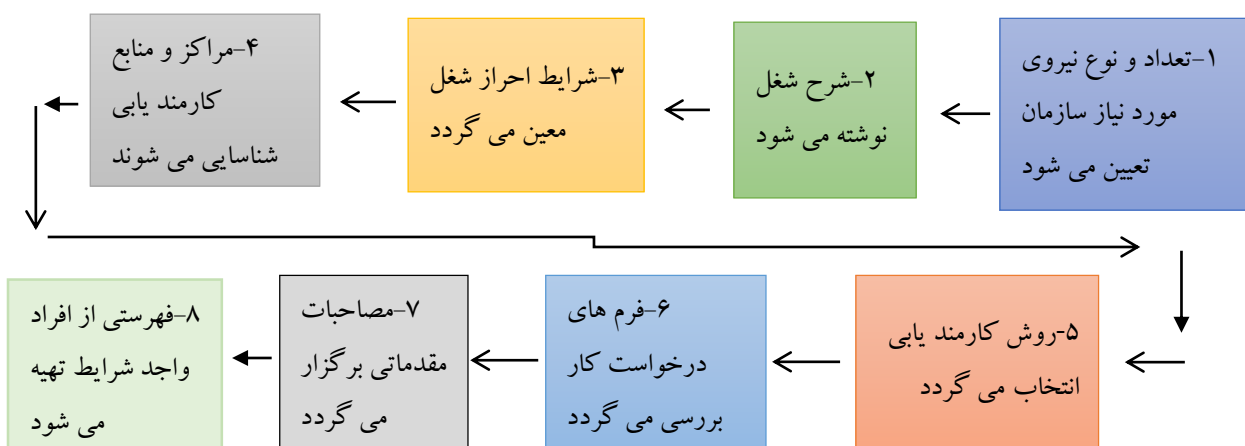 ۱-تعداد و نوع نیروی
مورد نیاز سازمان
تعیین می شود
۲-شرح شغل
نوشته می شود
۳-شرایط احراز شغل
معین می گردد
۴-مراکز و منابع
کارمند یابی
شناسایی می شوند
۵-روش کارمند یابی
انتخاب می گردد
۶-فرم های
درخواست کار
بررسی می گردد
۷-مصاحبات
مقدماتی برگزار
می گردد
۸-فهرستی از افراد
واجد شرایط تهیه
می شود